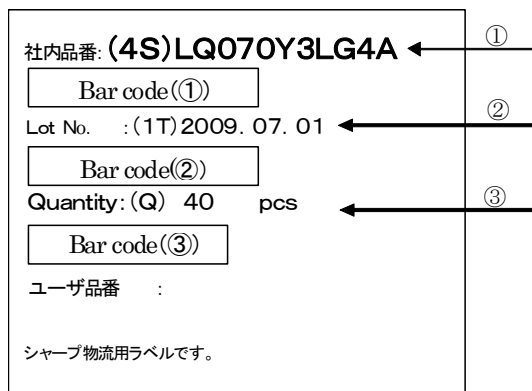 社内品番: (4S)LQ070Y3LG4A
①
Bar code(①)
Lot No. :(1T)2009. 07. 01
②
Bar code(②)
Quantity:(Q) 40 pcs
③
Bar code(③)
ユーザ品番 :
シャープ物流用ラベルです。